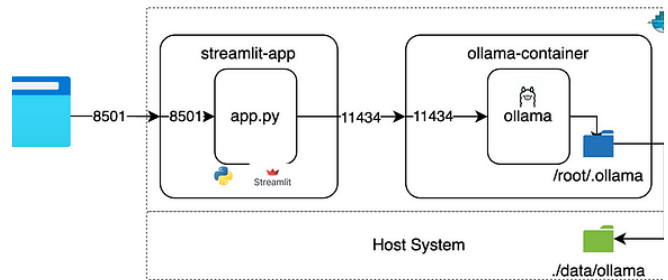 streamlit-app
ollama-container
8501
8501
app.py
11434
11434
ollama
Streamlit
/root/.ollama
Host System
./data/ollama